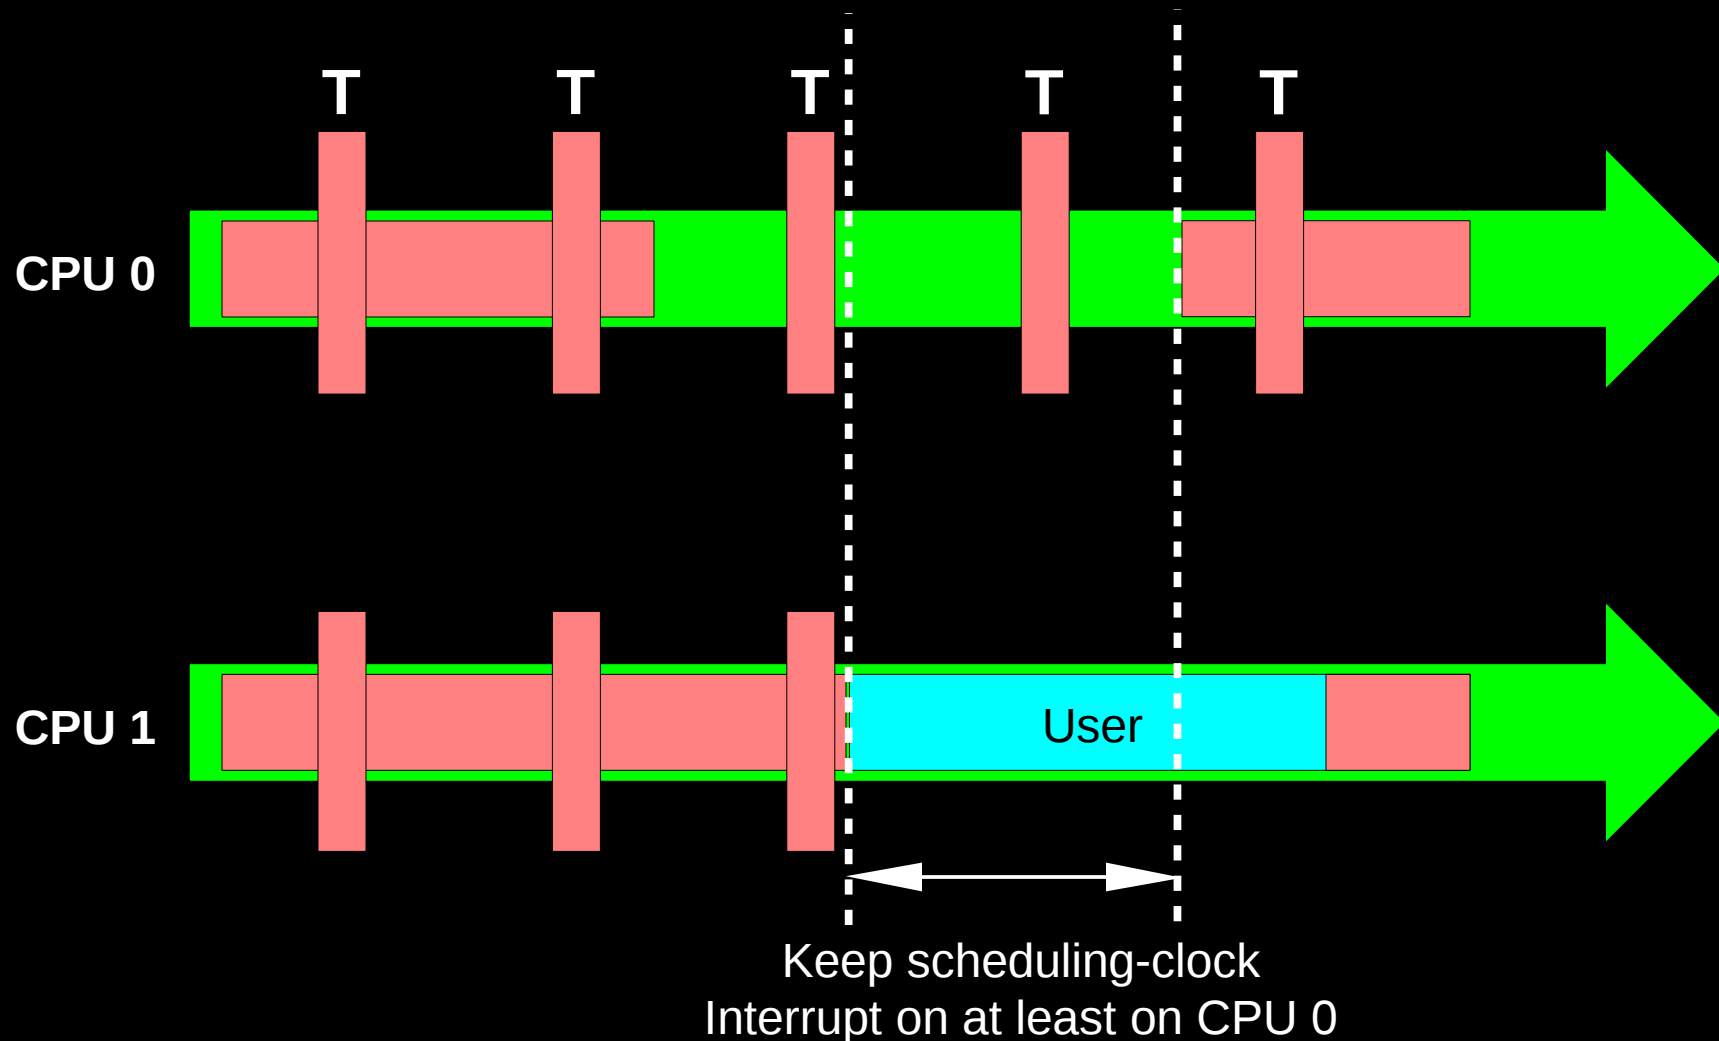 T T T T T
CPU 0
CPU 1
User
Keep scheduling-clock
Interrupt on at least on CPU 0